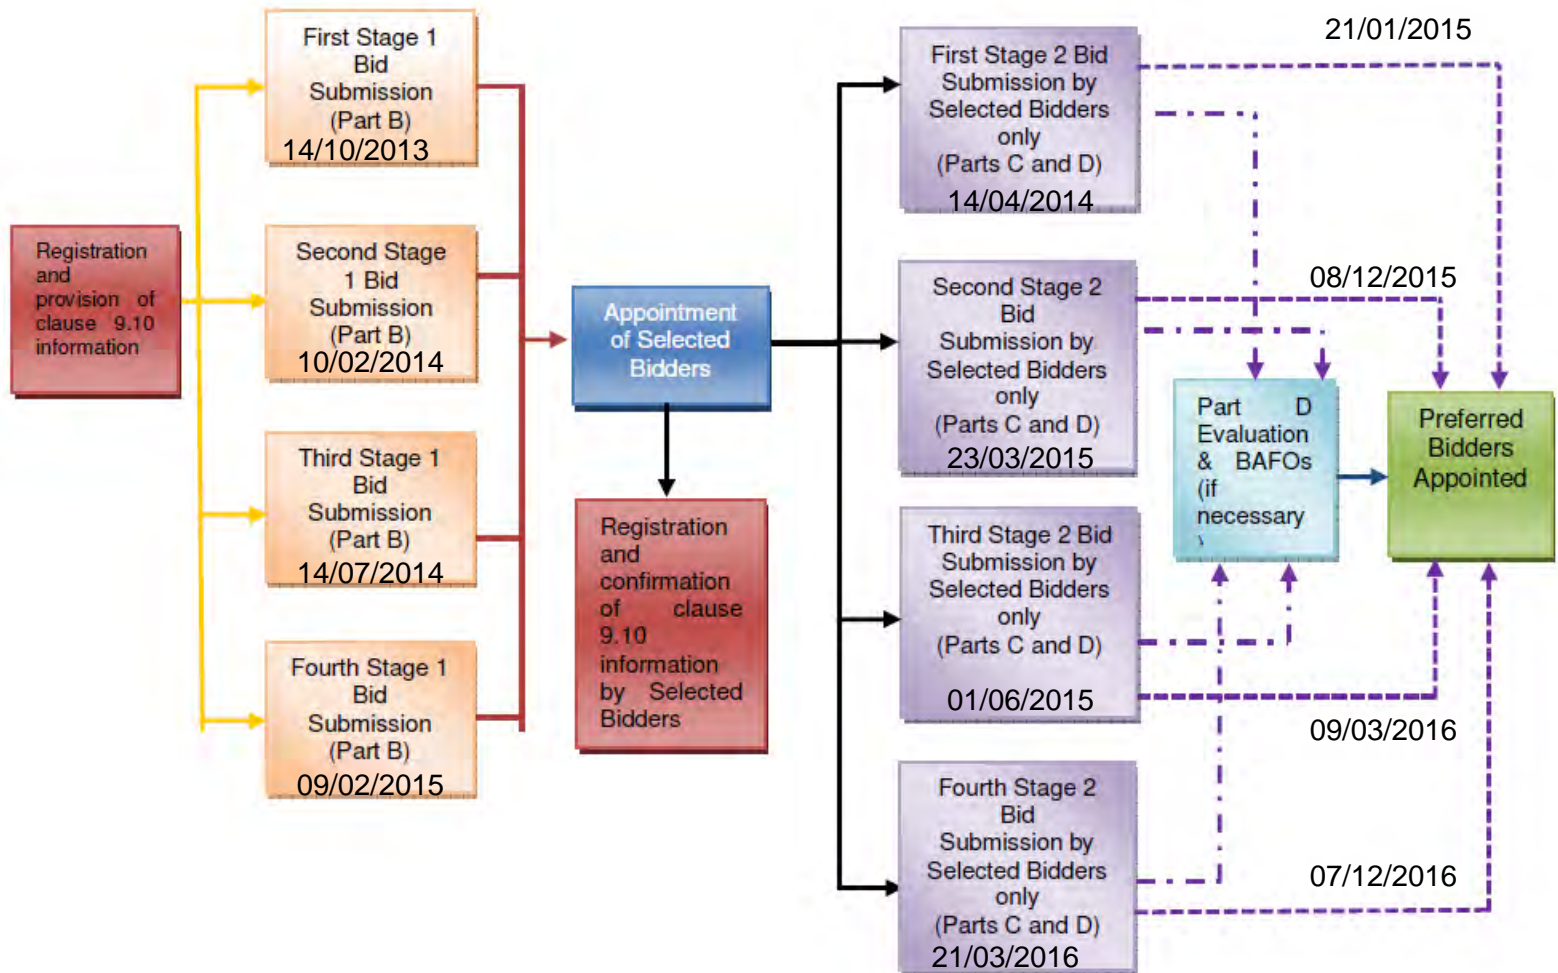 Registration
and
provision of
clause 9.10
information
First Stage 1
Bid
Submission
(Part B)
14/10/2013
Second Stage
1 Bid
Submission
(Part B)
10/02/2014
Third Stage 1
Bid
Submission
(Part B)
14/07/2014
Fourth Stage 1
Bid
Submission
(Part B)
09/02/2015
Appointment
of Selected
Bidders
Registration
and
confirmation
of clause
9.10
information
by Selected
Bidders
First Stage 2 Bid
Submission by
Selected Bidders
only
(Parts C and D)
14/04/2014
Second Stage 2
Bid
Submission by
Selected Bidders
only
(Parts C and D)
23/03/2015
Third Stage 2 Bid
Submission by
Selected Bidders
only
(Parts C and D)
01/06/2015
Fourth Stage 2
Bid
Submission by
Selected Bidders
only
(Parts C and D)
21/03/2016
21/01/2015
08/12/2015
Part D
Evaluation
& BAFOs
(if
necessary
)
Preferred
Bidders
Appointed
09/03/2016
07/12/2016